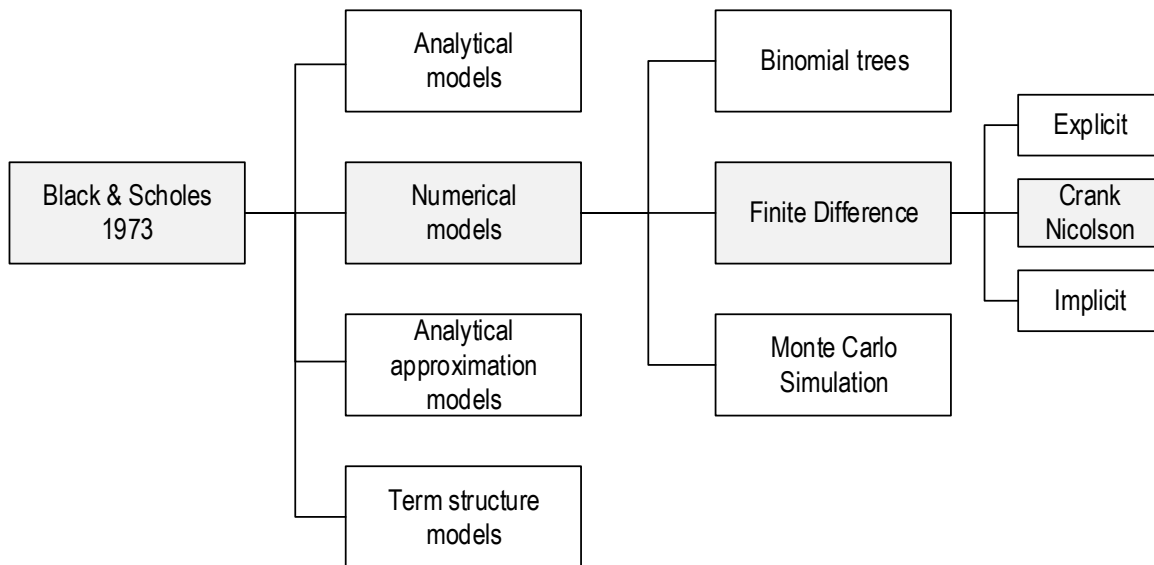 Black & Scholes
1973
Analytical
models
Numerical
models
Analytical
approximation
models
Term structure
models
Binomial trees
Finite Difference
Monte Carlo
Simulation
Explicit
Crank
Nicolson
Implicit